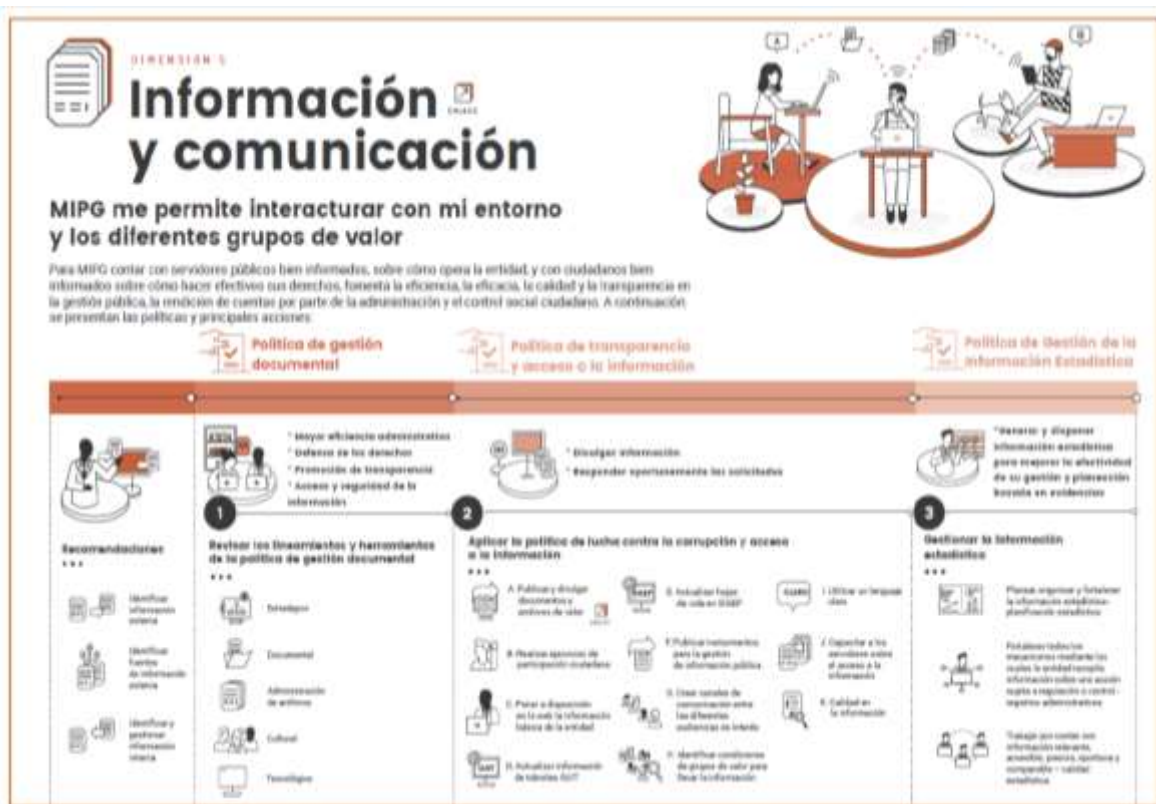 DIMENSIÓN 5
Información
y comunicación
ENLACE
A
B
MIPG me permite interacturar con mi entorno
y los diferentes grupos de valor
Para MIPG contar con servidores públicos bien informados, sobre cómo opera la entidad, y con ciudadanos bien
informados sobre cómo hacer efectivos sus derechos, fomenta la eficiencia, la eficacia, la calidad y la transparencia en
la gestión pública, la rendición de cuentas por parte de la administración y el control social ciudadano. A continuación
se presentan las políticas y principales acciones:
Política de gestión
documental
Política de transparencia
y acceso a la información
Política de Gestión de la
Información Estadística
* Mayor eficiencia administrativa
* Defensa de los derechos
* Promoción de transparencia
* Acceso y seguridad de la
información
* Divulgar información
* Responder oportunamente las solicitudes
*Generar y disponer
información estadística
para mejorar la efectividad
de su gestión y planeación
basada en evidencias
Recomendaciones
Identificar
información
externa
Identificar
fuentes
de información
externa
Identificar y
gestionar
información
interna
1
Revisar los lineamientos y herramientas
de la política de gestión documental
Estratégico
Documental
Administración
de archivos
Cultural
Tecnológico
2
Aplicar la política de lucha contra la corrupción y acceso
a la información
A. Publicar y divulgar
documentos y
archivos de valor
B. Realizar ejercicios de
participación ciudadana
C. Poner a disposición
en la web la información
básica de la entidad
D. Actualizar información
de trámites SUIT
SUIT
E. Actualizar hojas
de vida en SIGEP
SIGEP
F. Publicar instrumentos
para la gestión
de información pública
G. Crear canales de
comunicación entre
las diferentes
audiencias de interés
H. Identificar condiciones
de grupos de valor para
llevar la información
CLARO
I. Utilizar un lenguaje
claro
J. Capacitar a los
servidores sobre
el acceso a la
información
K. Calidad en
la información
3
Gestionar la información
estadística
Planear, organizar y fortalecer
la información estadística-
planificación estadística
Fortalecer todos los
mecanismos mediante los
cuales la entidad recopila
información sobre una acción
sujeta a regulación o control -
registros administrativos
Trabajar por contar con
información relevante,
accesible, precisa, oportuna y
comparable - calidad
estadística